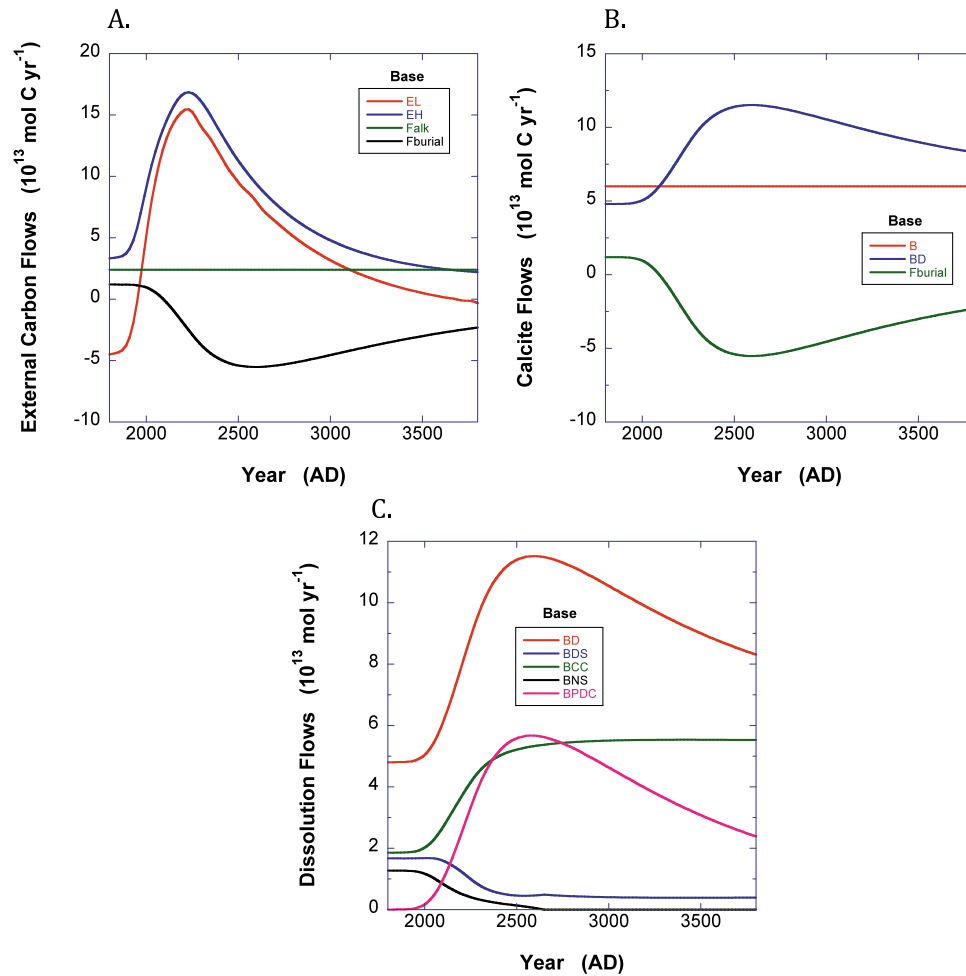 A.
External Carbon Flows (10^13 mol C yr^-1)
20
15
10
5
0
-5
-10
Base
EL
EH
Falk
Fburial
2000 2500 3000 3500
Year (AD)
B.
Calcite Flows (10^13 mol C yr^-1)
15
10
5
0
-5
-10
Base
B
BD
Fburial
2000 2500 3000 3500
Year (AD)
C.
Dissolution Flows (10^13 mol yr^-1)
12
10
8
6
4
2
0
Base
BD
BDS
BCC
BNS
BPDC
2000 2500 3000 3500
Year (AD)